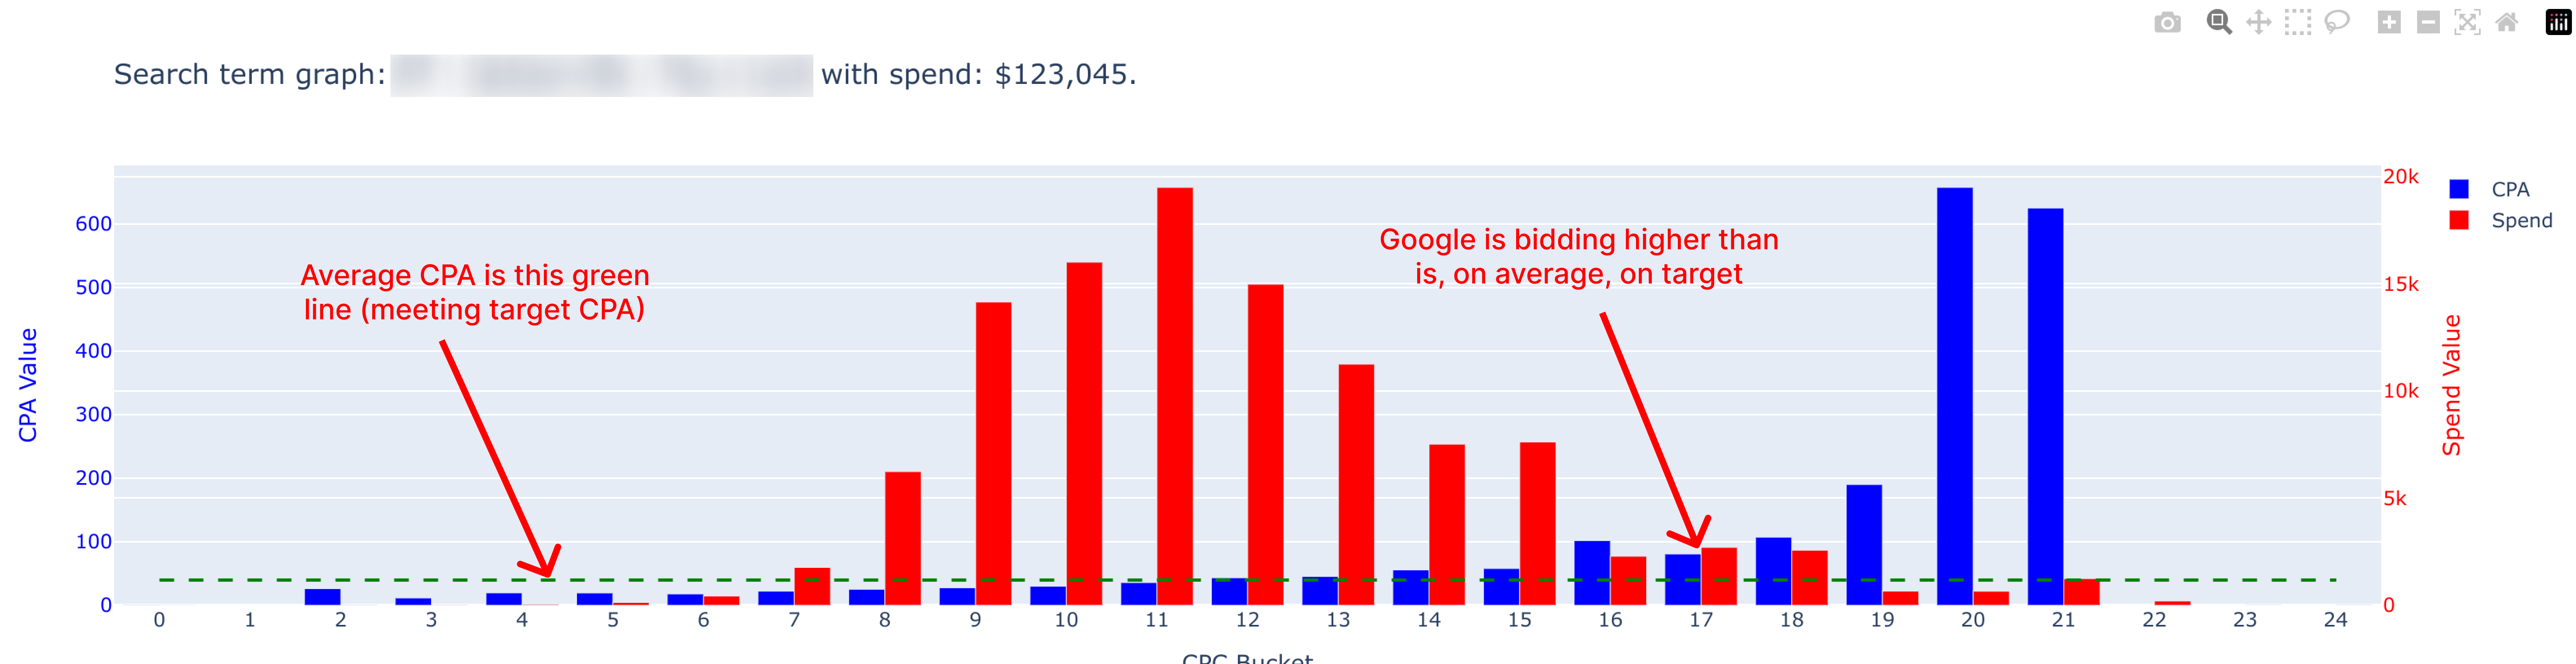 Search term graph: with spend: $123,045.
Average CPA is this green
line (meeting target CPA)
Google is bidding higher than
is, on average, on target
CPA Value
600
500
400
300
200
100
0
20k
15k
10k
5k
0
Spend Value
CPA
Spend
0 1 2 3 4 5 6 7 8 9 10 11 12 13 14 15 16 17 18 19 20 21 22 23 24
CPC Bucket